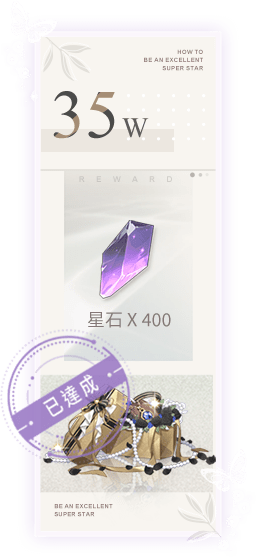 HOW TO
BE AN EXCELLENT
SUPER STAR
35W
REWARD
星石 X 400
已達成
BE AN EXCELLENT
SUPER STAR